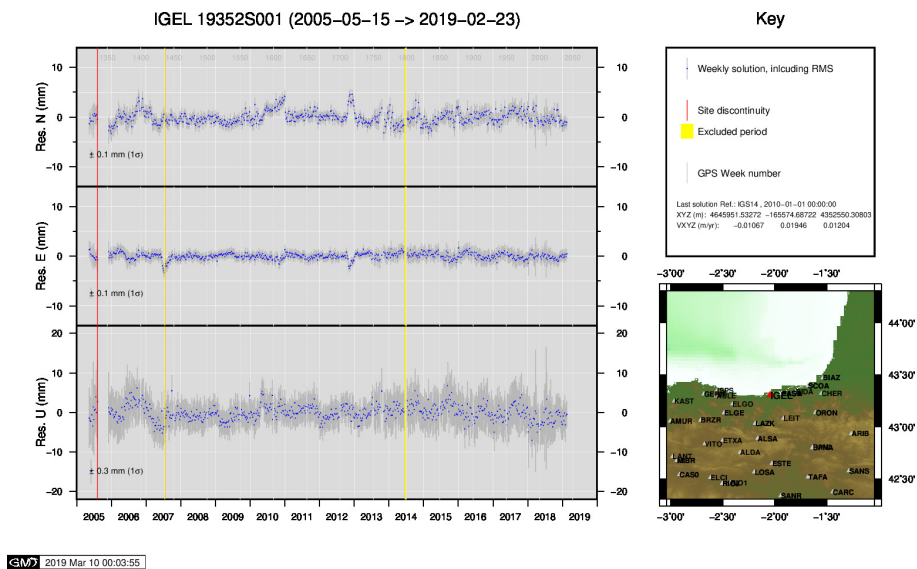 IGEL 19352S001 (2005−05−15 −> 2019−02−23)
Key
1350 1400 1450 1500 1550 1600 1650 1700 1750 1800 1850 1900 1950 2000 2050
10 10
0 0
−10 −10
Res. N (mm)
± 0.1 mm (1σ)
10 10
0 0
−10 −10
Res. E (mm)
± 0.1 mm (1σ)
20 20
10 10
0 0
−10 −10
−20 −20
Res. U (mm)
± 0.3 mm (1σ)
2005 2006 2007 2008 2009 2010 2011 2012 2013 2014 2015 2016 2017 2018 2019
Weekly solution, inlcuding RMS
Site discontinuity
Excluded period
GPS Week number
Last solution Ref.: IGS14 , 2010−01−01 00:00:00
XYZ (m): 4645951.53272 −165574.68722 4352550.30803
VXYZ (m/yr): −0.01067 0.01946 0.01204
−3˚00' −2˚30' −2˚00' −1˚30'
44˚00'
43˚30'
43˚00'
42˚30'
BIAZ
SCOA
CHER
IGEL
KAST
ELGO
ELGE
ORON
AMUR
BRZR
LAZK
LEIT
ARIB
VITO
ETXA
ALSA
ALDA
LANT
ESTE
CAS0
ELCI
LOSA
TAFA
SANS
SANR
CARC
−3˚00' −2˚30' −2˚00' −1˚30'
GMT 2019 Mar 10 00:03:55